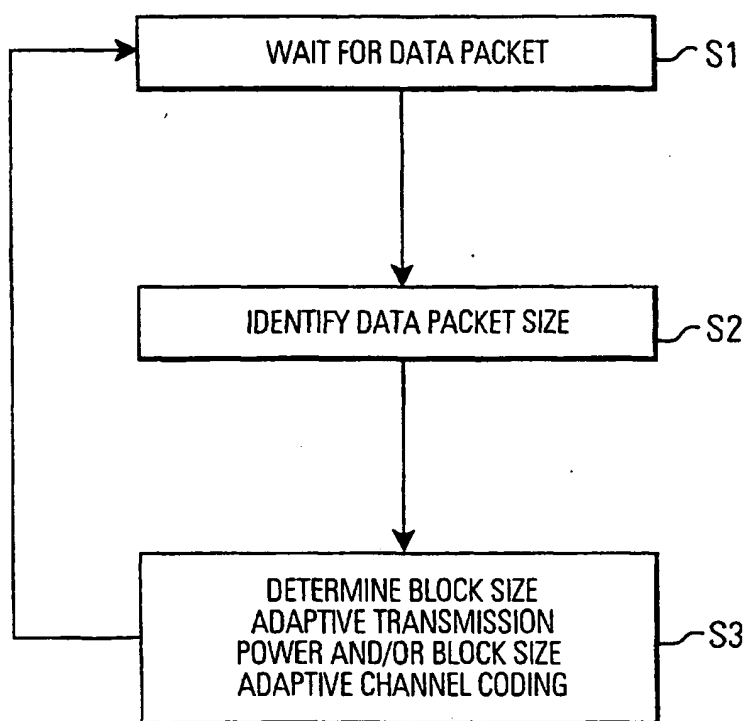 WAIT FOR DATA PACKET
S1
IDENTIFY DATA PACKET SIZE
S2
DETERMINE BLOCK SIZE
ADAPTIVE TRANSMISSION
POWER AND/OR BLOCK SIZE
ADAPTIVE CHANNEL CODING
S3